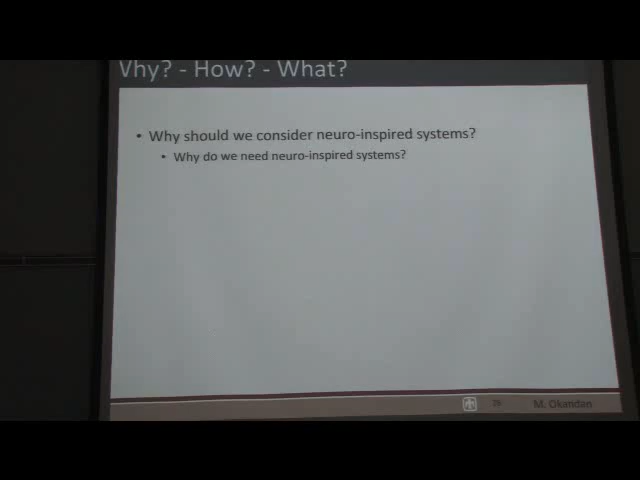 Why? - How? - What?
• Why should we consider neuro-inspired systems?
• Why do we need neuro-inspired systems?
M. Okandan